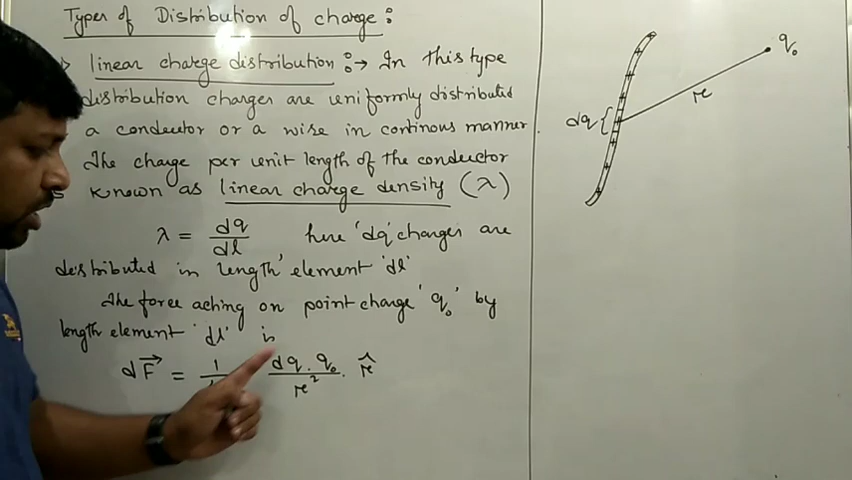 Types of Distribution of charge :
linear charge distribution : → In this type
distribution charges are uniformly distributed
a conductor or a wire in continous manner.
The charge per unit length of the conductor
is known as linear charge density (λ)
λ = dq/dl here 'dq' charges are
distributed in length element 'dl'
The force acting on point charge 'q₀' by
length element 'dl' is
dF⃗ = 1 dq . q₀/r² . r̂
q₀
r
dq